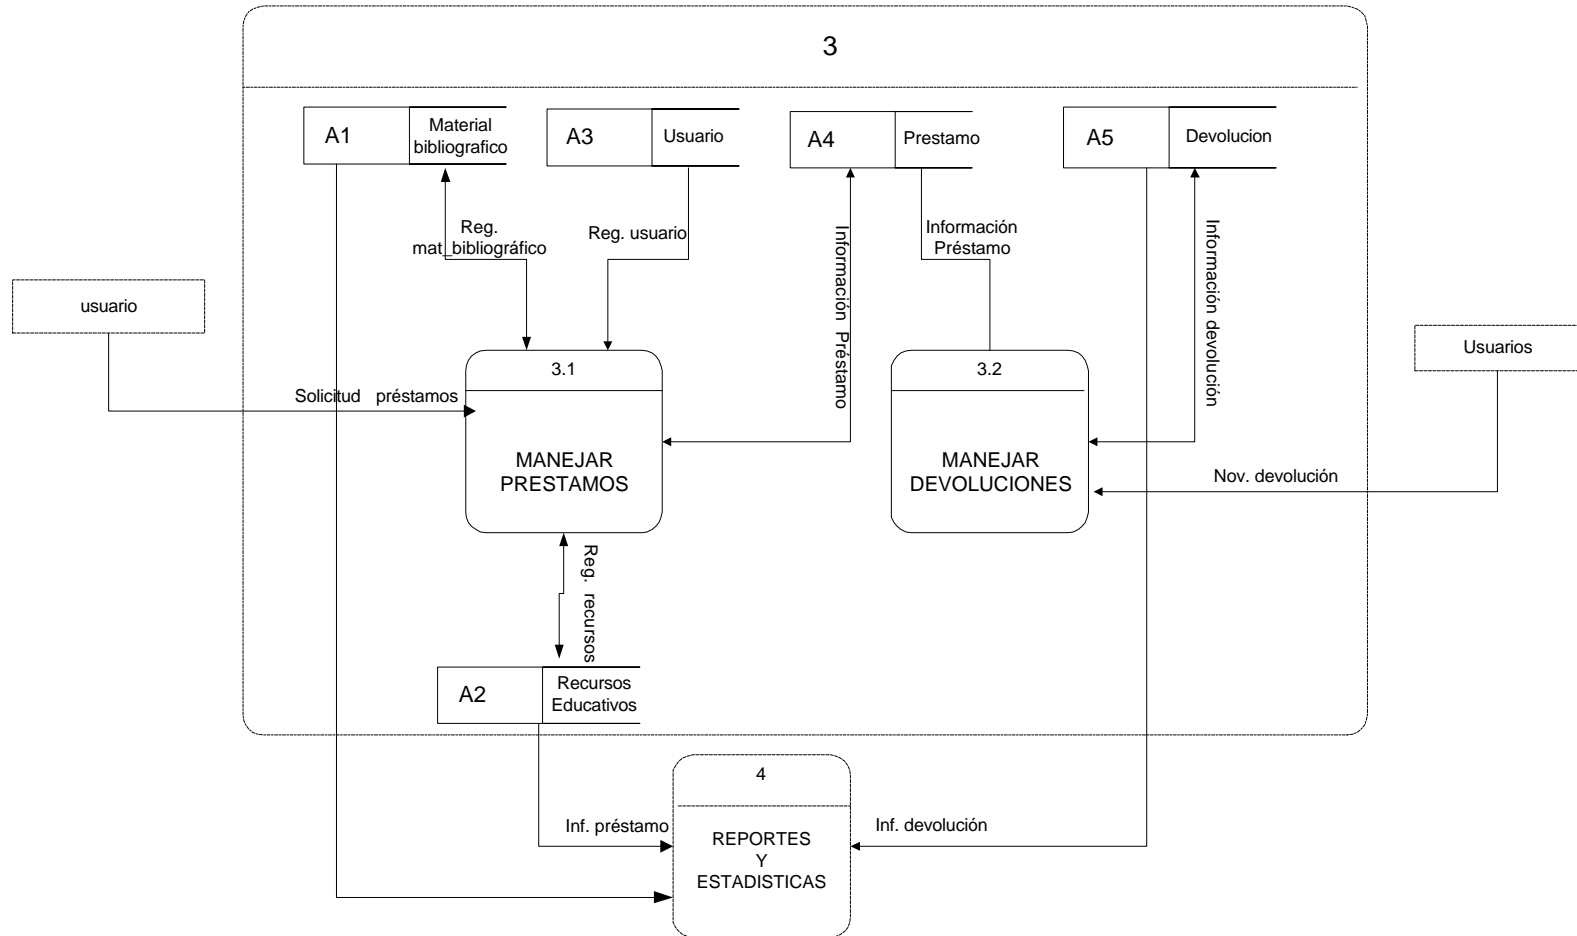 3
A1
Material
bibliografico
A3
Usuario
A4
Prestamo
A5
Devolucion
Reg.
mat_bibliográfico
Reg. usuario
Información Préstamo
Información
Préstamo
Información devolución
usuario
Usuarios
3.1
MANEJAR
PRESTAMOS
3.2
MANEJAR
DEVOLUCIONES
Solicitud préstamos
Nov. devolución
Reg. recursos
A2
Recursos
Educativos
4
REPORTES
Y
ESTADISTICAS
Inf. préstamo
Inf. devolución